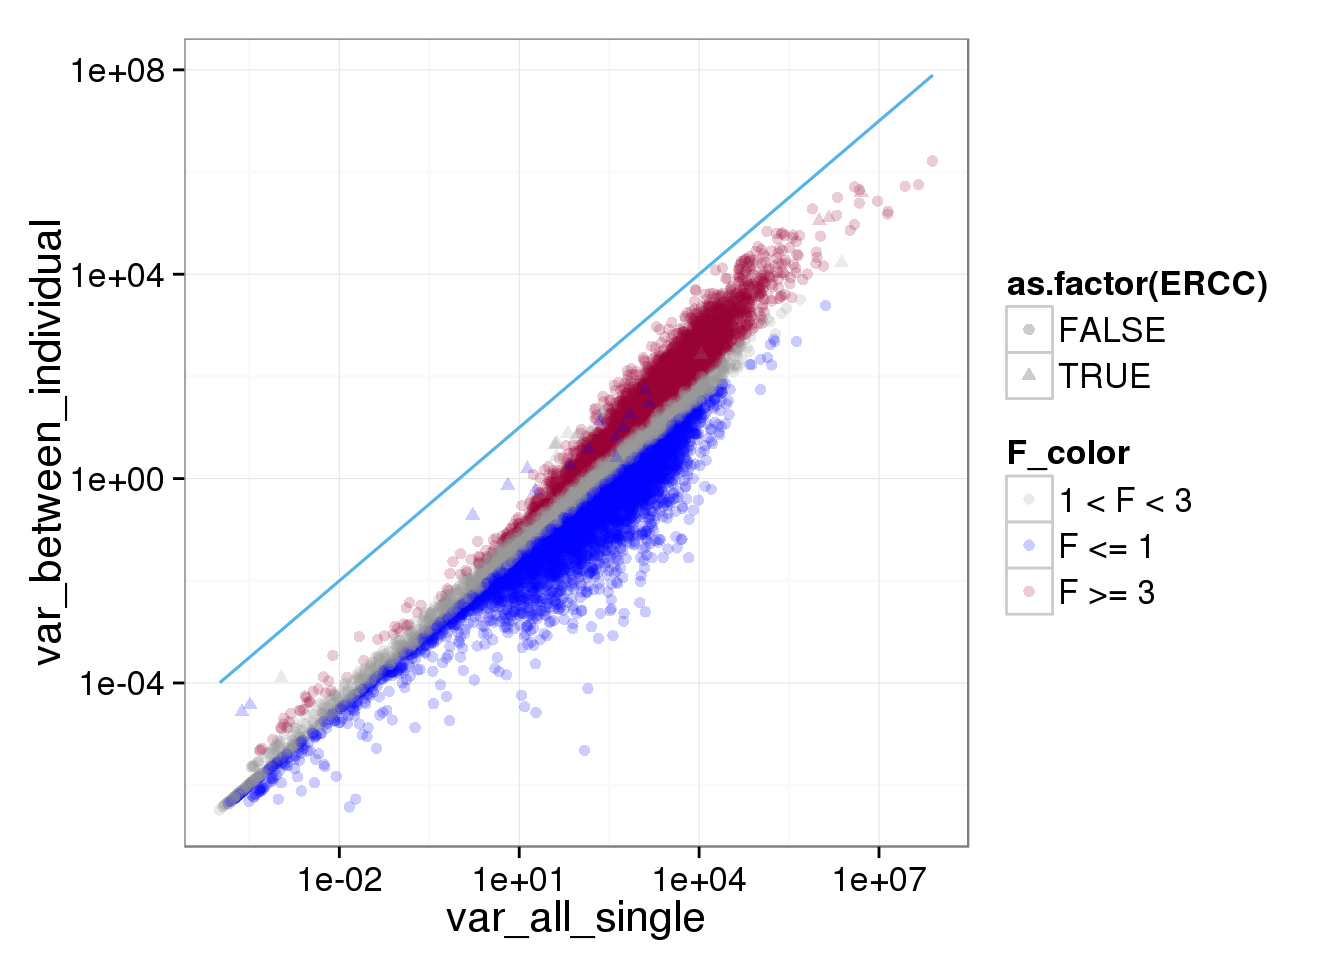 1e+08
1e+04
1e+00
1e-04
var_between_individual
1e-02
1e+01
1e+04
1e+07
var_all_single
as.factor(ERCC)
FALSE
TRUE
F_color
1 < F < 3
F <= 1
F >= 3